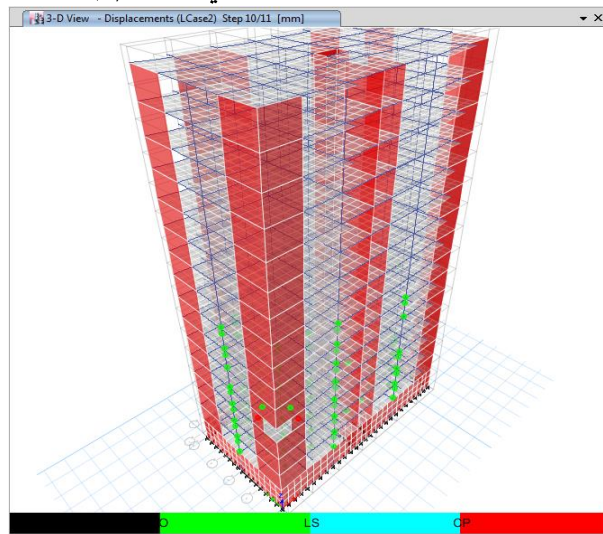 3-D View - Displacements (LCase2) Step 10/11 [mm]
IO LS CP